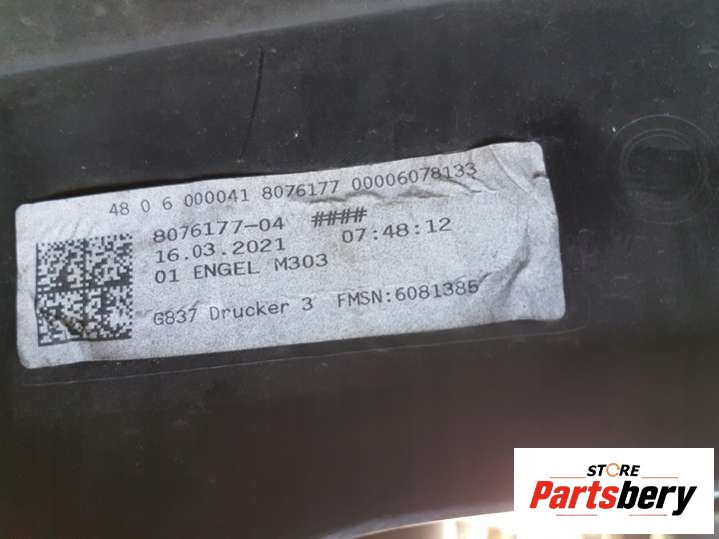 48 0 6 000041 8076177 00006078133
8076177-04 ####
16.03.2021 07:48:12
01 ENGEL M303
G837 Drucker 3 FMSN:6081385
STORE
Partsbery